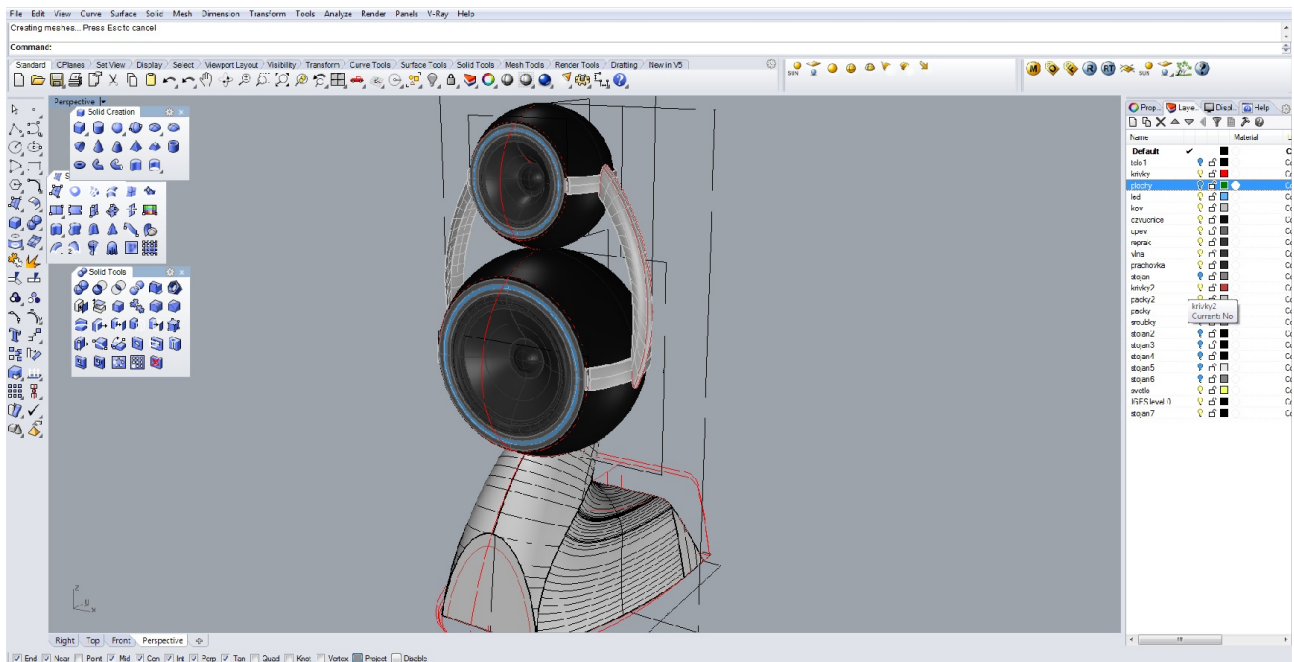 File Edit View Curve Surface Solid Mesh Dimension Transform Tools Analyze Render Panels V-Ray Help
Creating meshes... Press Esc to cancel
Command:
Standard CPlanes Set View Display Select Viewport Layout Visibility Transform Curve Tools Surface Tools Solid Tools Mesh Tools Render Tools Drafting New in V5
SUN
SUN
M R RT
Perspective
Solid Creation
Solid Tools
Prop... Laye... Displ... Help
Name Material
Default
telo1
krivky
plochy
led
kov
ozvucnice
upev
reprak
vlna
prachovka
stojan
krivky2
packy2
packy
sroubky
krivky2
Current: No
stojan2
stojan3
stojan4
stojan5
stojan6
svetlo
IGES level 0
stojan7
z
y
x
Right Top Front Perspective
End Near Point Mid Cen Int Perp Tan Quad Knot Vertex Project Disable